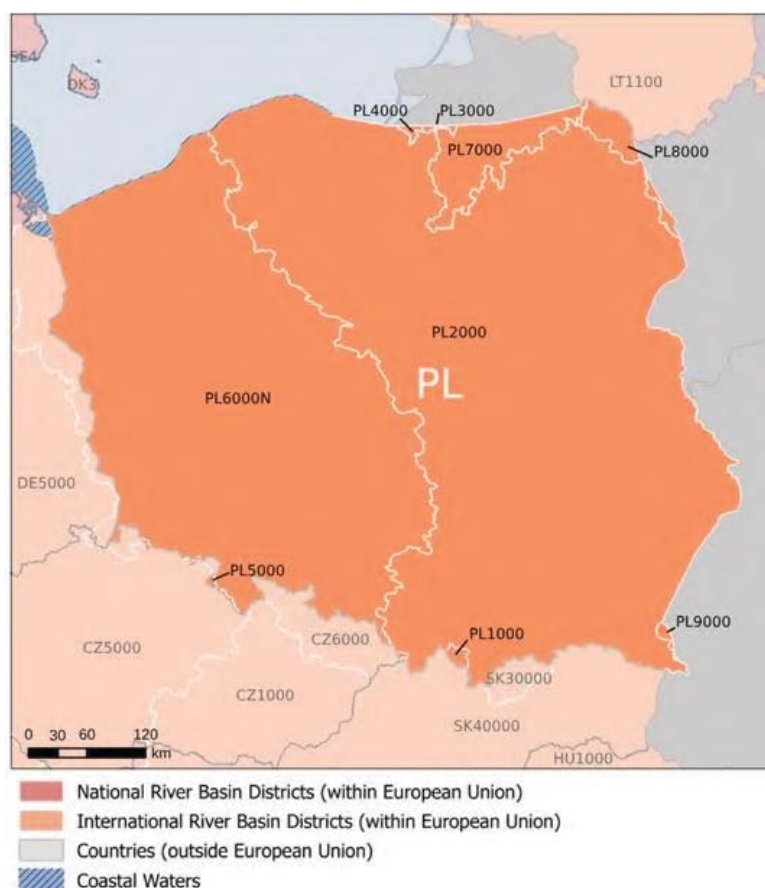 SE4
DK3
LT1100
PL4000
PL3000
PL7000
PL8000
PL2000
PL
PL6000N
DE5000
PL5000
PL9000
CZ6000
PL1000
CZ5000
SK30000
CZ1000
SK40000
0 30 60 120
km
HU1000
National River Basin Districts (within European Union)
International River Basin Districts (within European Union)
Countries (outside European Union)
Coastal Waters